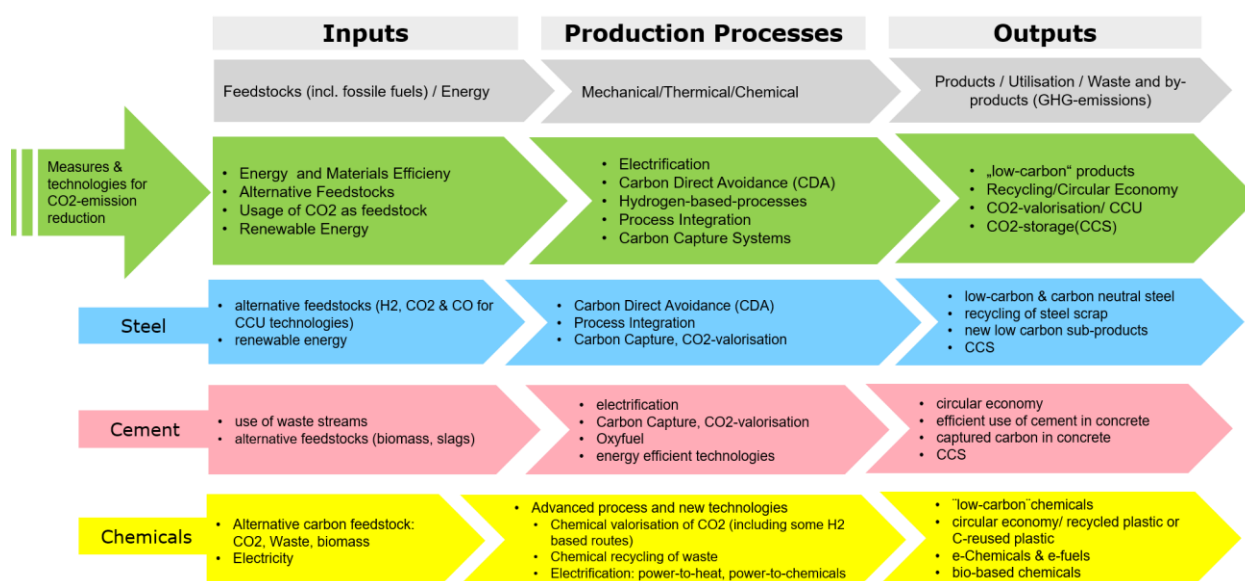 Inputs
Production Processes
Outputs
Feedstocks (incl. fossile fuels) / Energy
Mechanical/Thermical/Chemical
Products / Utilisation / Waste and by-
products (GHG-emissions)
Measures &
technologies for
CO2-emission
reduction
• Energy and Materials Efficieny
• Alternative Feedstocks
• Usage of CO2 as feedstock
• Renewable Energy
• Electrification
• Carbon Direct Avoidance (CDA)
• Hydrogen-based-processes
• Process Integration
• Carbon Capture Systems
• „low-carbon“ products
• Recycling/Circular Economy
• CO2-valorisation/ CCU
• CO2-storage(CCS)
Steel
• alternative feedstocks (H2, CO2 & CO for
CCU technologies)
• renewable energy
• Carbon Direct Avoidance (CDA)
• Process Integration
• Carbon Capture, CO2-valorisation
• low-carbon & carbon neutral steel
• recycling of steel scrap
• new low carbon sub-products
• CCS
Cement
• use of waste streams
• alternative feedstocks (biomass, slags)
• electrification
• Carbon Capture, CO2-valorisation
• Oxyfuel
• energy efficient technologies
• circular economy
• efficient use of cement in concrete
• captured carbon in concrete
• CCS
Chemicals
• Alternative carbon feedstock:
CO2, Waste, biomass
• Electricity
• Advanced process and new technologies
• Chemical valorisation of CO2 (including some H2
based routes)
• Chemical recycling of waste
• Electrification: power-to-heat, power-to-chemicals
• ¨low-carbon¨chemicals
• circular economy/ recycled plastic or
C-reused plastic
• e-Chemicals & e-fuels
• bio-based chemicals